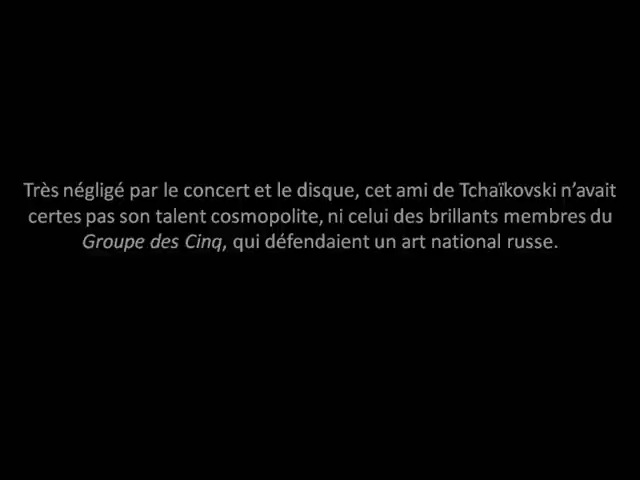 Très négligé par le concert et le disque, cet ami de Tchaïkovski n’avait
certes pas son talent cosmopolite, ni celui des brillants membres du
Groupe des Cinq, qui défendaient un art national russe.